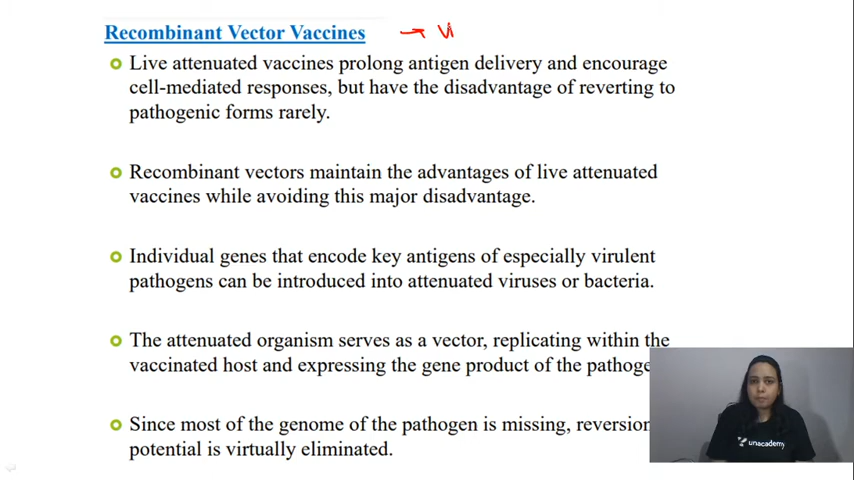 Recombinant Vector Vaccines → VI
Live attenuated vaccines prolong antigen delivery and encourage
cell-mediated responses, but have the disadvantage of reverting to
pathogenic forms rarely.
Recombinant vectors maintain the advantages of live attenuated
vaccines while avoiding this major disadvantage.
Individual genes that encode key antigens of especially virulent
pathogens can be introduced into attenuated viruses or bacteria.
The attenuated organism serves as a vector, replicating within the
vaccinated host and expressing the gene product of the pathoge
Since most of the genome of the pathogen is missing, reversion
potential is virtually eliminated.
unacademy